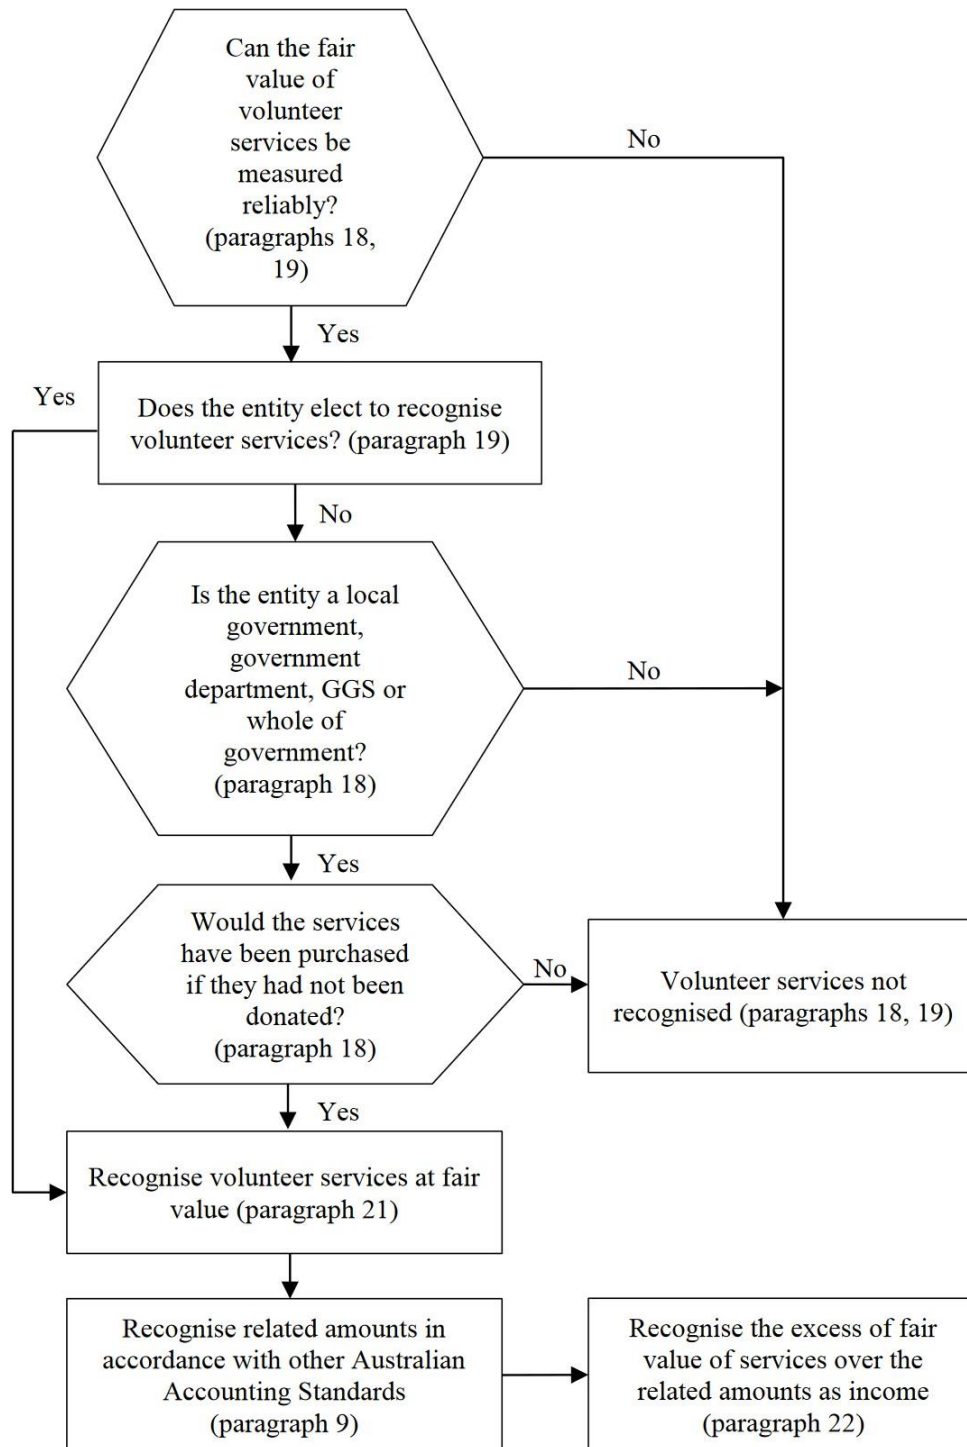 Can the fair
value of
volunteer
services be
measured
reliably?
(paragraphs 18,
19)
No
Yes
Yes
Does the entity elect to recognise
volunteer services? (paragraph 19)
No
Is the entity a local
government,
government
department, GGS or
whole of
government?
(paragraph 18)
No
Yes
Would the services
have been purchased
if they had not been
donated?
(paragraph 18)
No
Volunteer services not
recognised (paragraphs 18, 19)
Yes
Recognise volunteer services at fair
value (paragraph 21)
Recognise related amounts in
accordance with other Australian
Accounting Standards
(paragraph 9)
Recognise the excess of fair
value of services over the
related amounts as income
(paragraph 22)